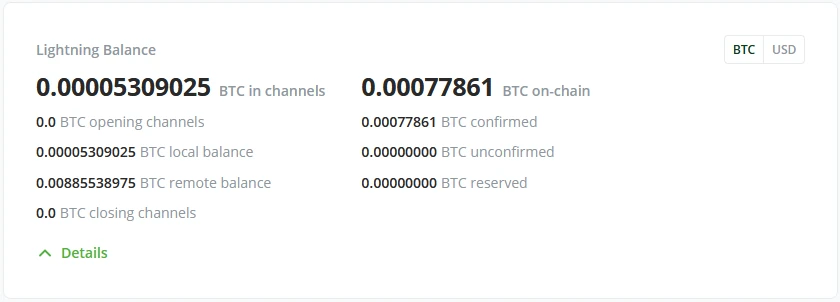 Lightning Balance
BTC USD
0.00005309025 BTC in channels
0.00077861 BTC on-chain
0.0 BTC opening channels
0.00077861 BTC confirmed
0.00005309025 BTC local balance
0.00000000 BTC unconfirmed
0.00885538975 BTC remote balance
0.00000000 BTC reserved
0.0 BTC closing channels
Details